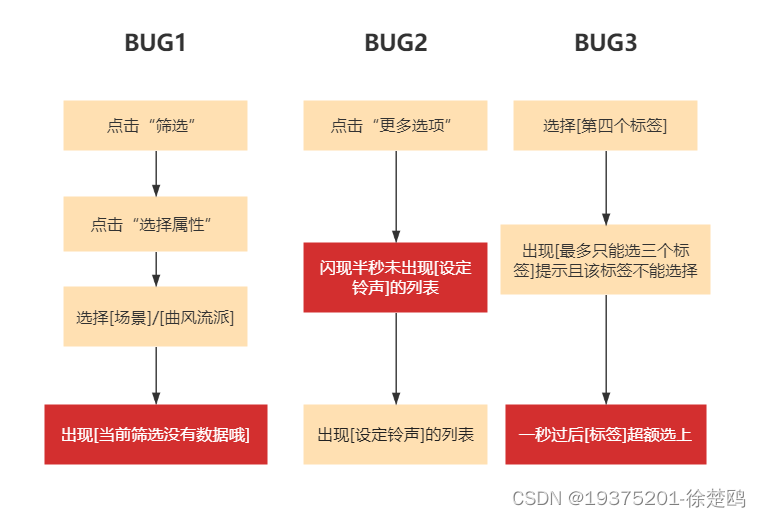 BUG1
BUG2
BUG3
点击“筛选”
点击“更多选项”
选择[第四个标签]
点击“选择属性”
闪现半秒未出现[设定
铃声]的列表
出现[最多只能选三个标
签]提示且该标签不能选择
选择[场景]/[曲风流派]
出现[当前筛选没有数据哦]
出现[设定铃声]的列表
一秒过后[标签]超额选上
CSDN @19375201-徐楚鸥